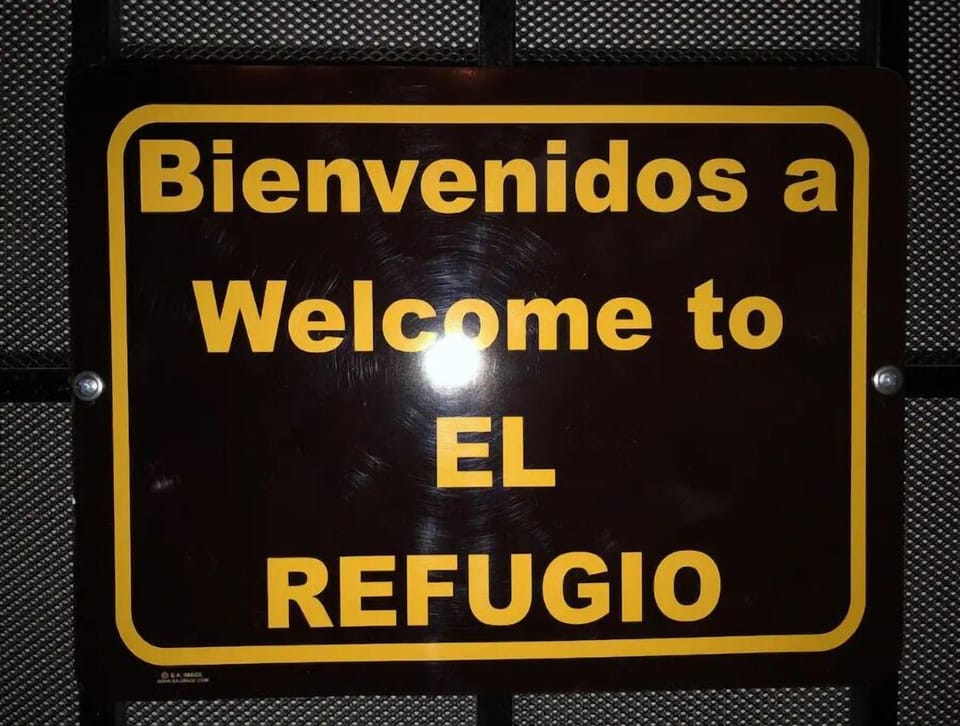 Bienvenidos a
Welcome to
EL
REFUGIO